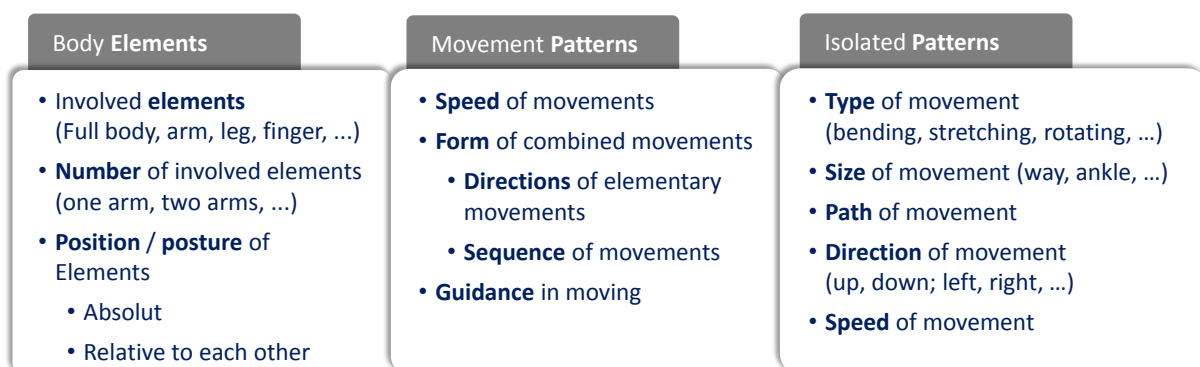 Body Elements
• Involved elements
(Full body, arm, leg, finger, ...)
• Number of involved elements
(one arm, two arms, ...)
• Position / posture of
Elements
• Absolut
• Relative to each other
Movement Patterns
• Speed of movements
• Form of combined movements
• Directions of elementary
movements
• Sequence of movements
• Guidance in moving
Isolated Patterns
• Type of movement
(bending, stretching, rotating, …)
• Size of movement (way, ankle, …)
• Path of movement
• Direction of movement
(up, down; left, right, …)
• Speed of movement